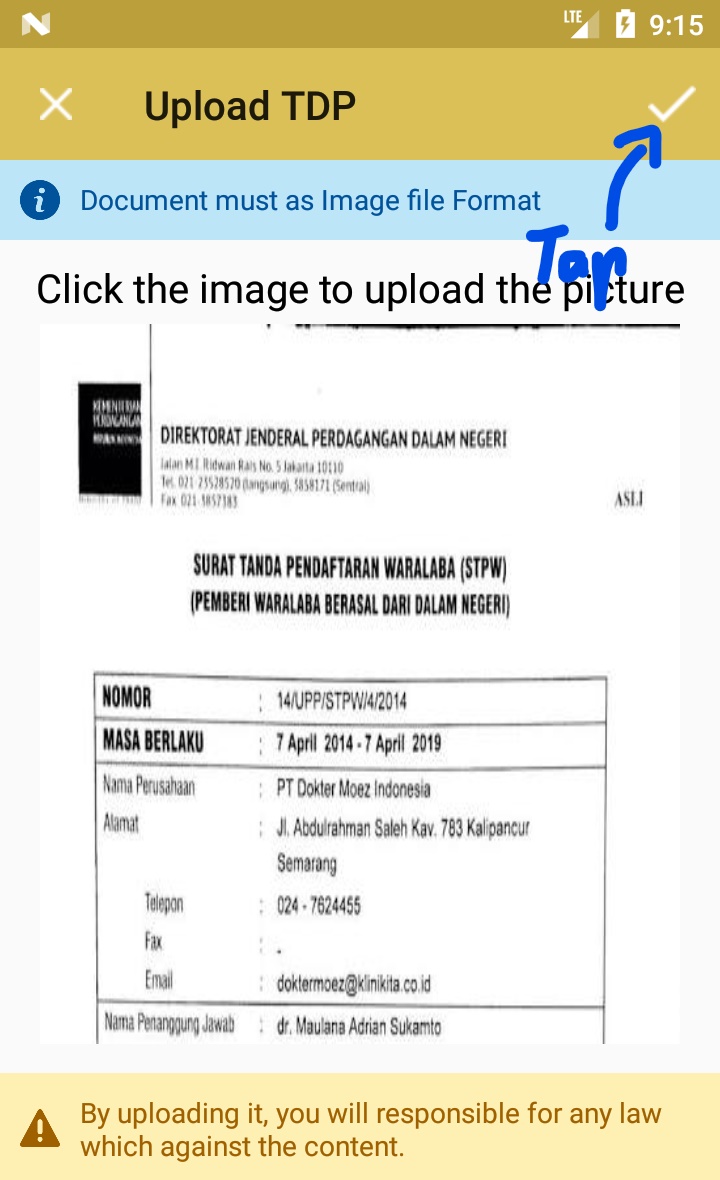 LTE 9:15
Upload TDP
Document must as Image file Format
Tap
Click the image to upload the picture
KEMENTERIAN
PERDAGANGAN
REPUBLIK INDONESIA
DIREKTORAT JENDERAL PERDAGANGAN DALAM NEGERI
Jalan M.I. Ridwan Rais No. 5 Jakarta 10110
Tel. 021-23528520 (langsung), 3858171 (Sentral)
Fax. 021-3857383
ASLI
SURAT TANDA PENDAFTARAN WARALABA (STPW)
(PEMBERI WARALABA BERASAL DARI DALAM NEGERI)
NOMOR : 14/UPP/STPW/4/2014
MASA BERLAKU : 7 April 2014 - 7 April 2019
Nama Perusahaan : PT Dokter Moez Indonesia
Alamat : Jl. Abdulrahman Saleh Kav. 783 Kalipancur
Semarang
Telepon : 024 - 7624455
Fax : -
Email : doktermoez@klinikita.co.id
Nama Penanggung Jawab : dr. Maulana Adrian Sukamto
By uploading it, you will responsible for any law
which against the content.